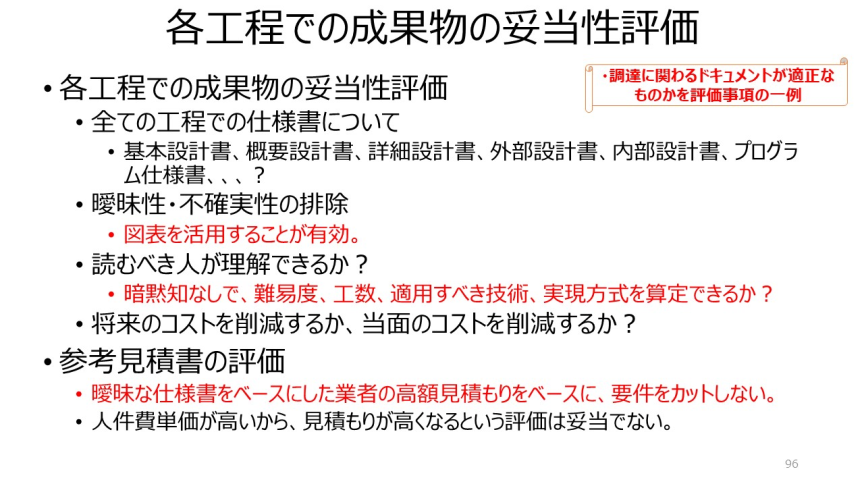 各工程での成果物の妥当性評価
・調達に関わるドキュメントが適正な
ものかを評価事項の一例
• 各工程での成果物の妥当性評価
• 全ての工程での仕様書について
• 基本設計書、概要設計書、詳細設計書、外部設計書、内部設計書、プログラ
ム仕様書、、、？
• 曖昧性・不確実性の排除
• 図表を活用することが有効。
• 読むべき人が理解できるか？
• 暗黙知なしで、難易度、工数、適用すべき技術、実現方式を算定できるか？
• 将来のコストを削減するか、当面のコストを削減するか？
• 参考見積書の評価
• 曖昧な仕様書をベースにした業者の高額見積もりをベースに、要件をカットしない。
• 人件費単価が高いから、見積もりが高くなるという評価は妥当でない。
96